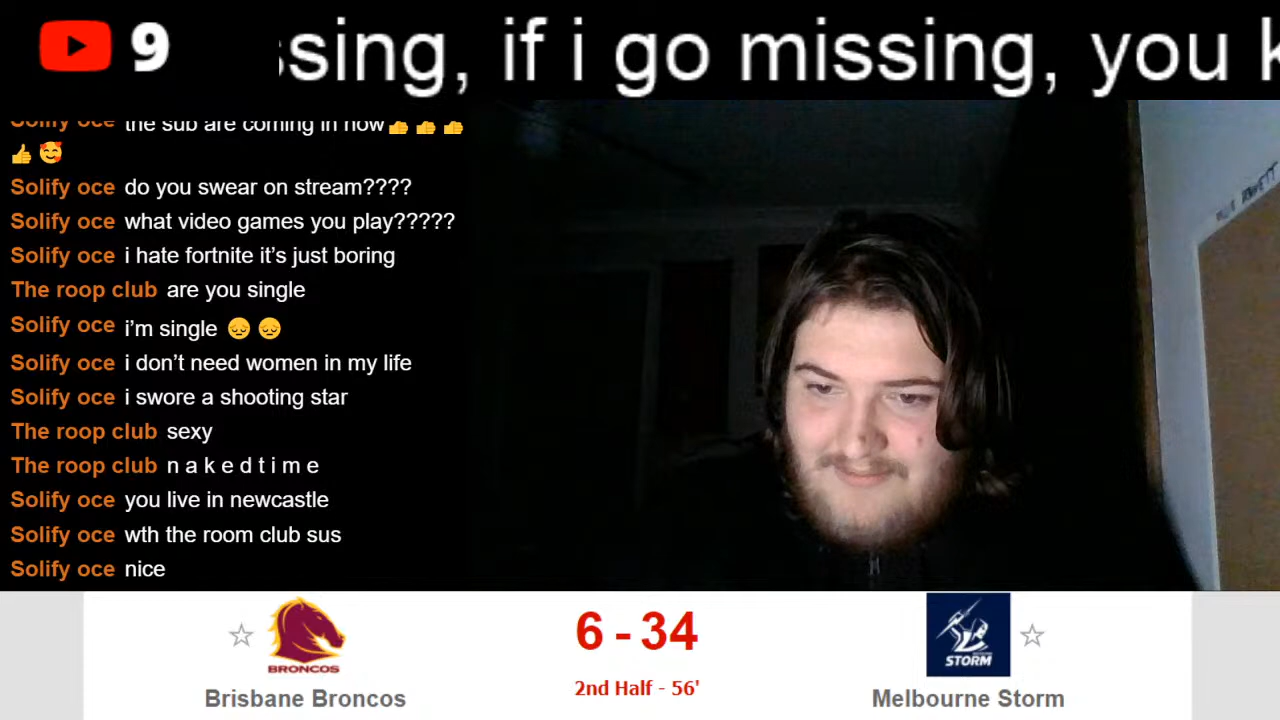 9
ssing, if i go missing, you k
Solify oce the sub are coming in now👍👍👍
👍🥰
Solify oce do you swear on stream????
Solify oce what video games you play?????
Solify oce i hate fortnite it’s just boring
The roop club are you single
Solify oce i’m single 😔 😔
Solify oce i don’t need women in my life
Solify oce i swore a shooting star
The roop club sexy
The roop club n a k e d t i m e
Solify oce you live in newcastle
Solify oce wth the room club sus
Solify oce nice
BRONCOS
6 - 34
STORM
2nd Half - 56'
Brisbane Broncos
Melbourne Storm